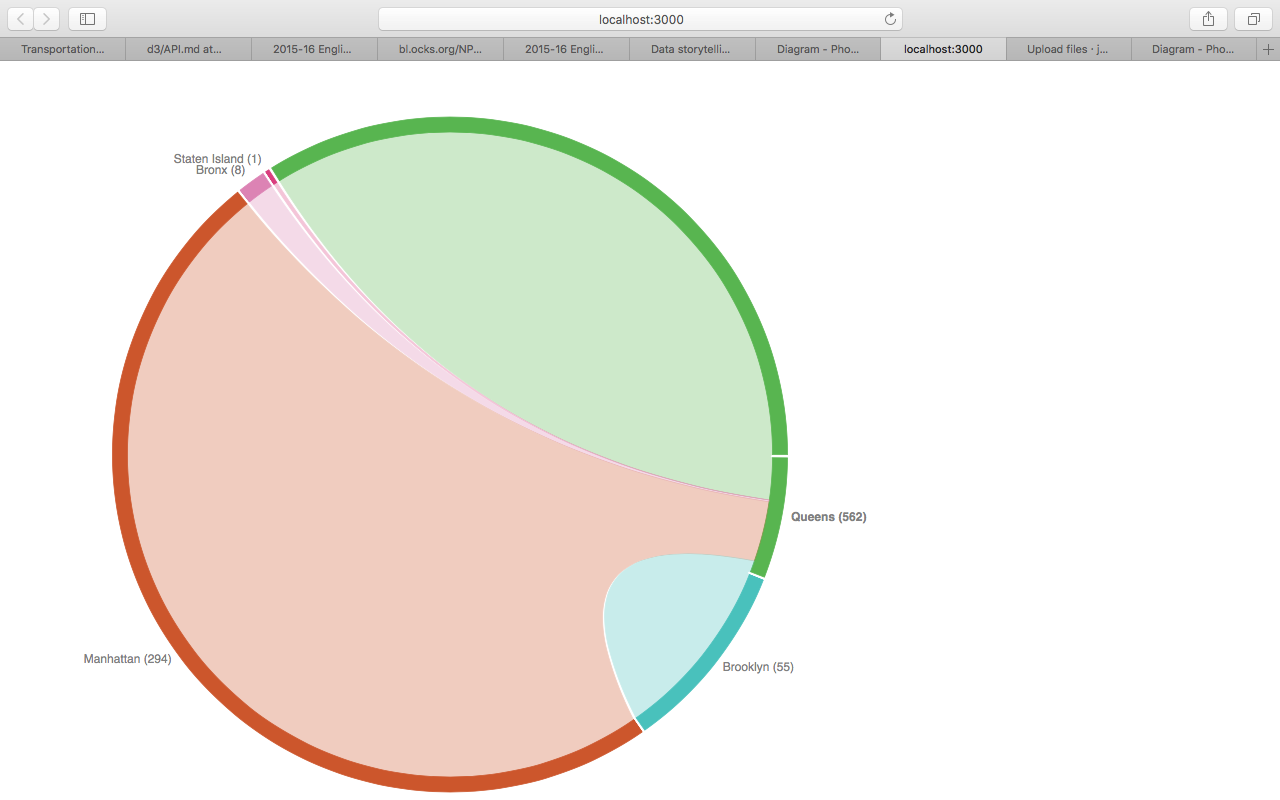 localhost:3000
Transportation...
d3/API.md at...
2015-16 Engli...
bl.ocks.org/NP...
2015-16 Engli...
Data storytelli...
Diagram - Pho...
localhost:3000
Upload files · j...
Diagram - Pho...
Staten Island (1)
Bronx (8)
Queens (562)
Manhattan (294)
Brooklyn (55)